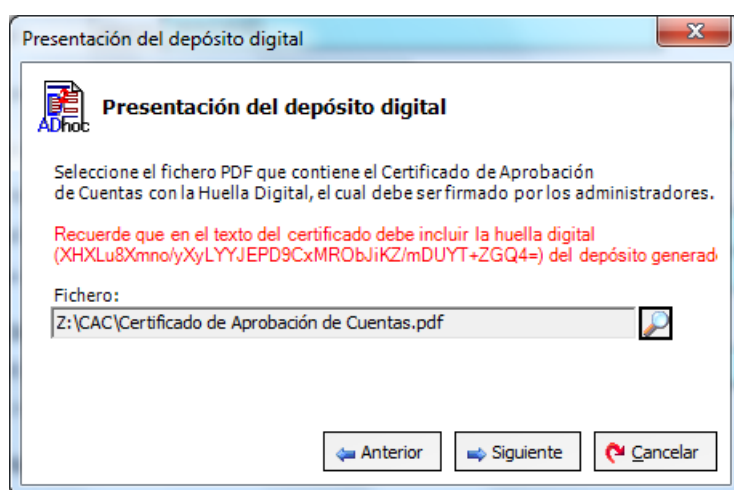 Presentación del depósito digital
X
ADhoc
Presentación del depósito digital
Seleccione el fichero PDF que contiene el Certificado de Aprobación
de Cuentas con la Huella Digital, el cual debe ser firmado por los administradores.
Recuerde que en el texto del certificado debe incluir la huella digital
(XHXLu8Xmno/yXyLYYJEPD9CxMRObJiKZ/mDUYT+ZGQ4=) del depósito generad
Fichero:
Z:\CAC\Certificado de Aprobación de Cuentas.pdf
Anterior
Siguiente
Cancelar